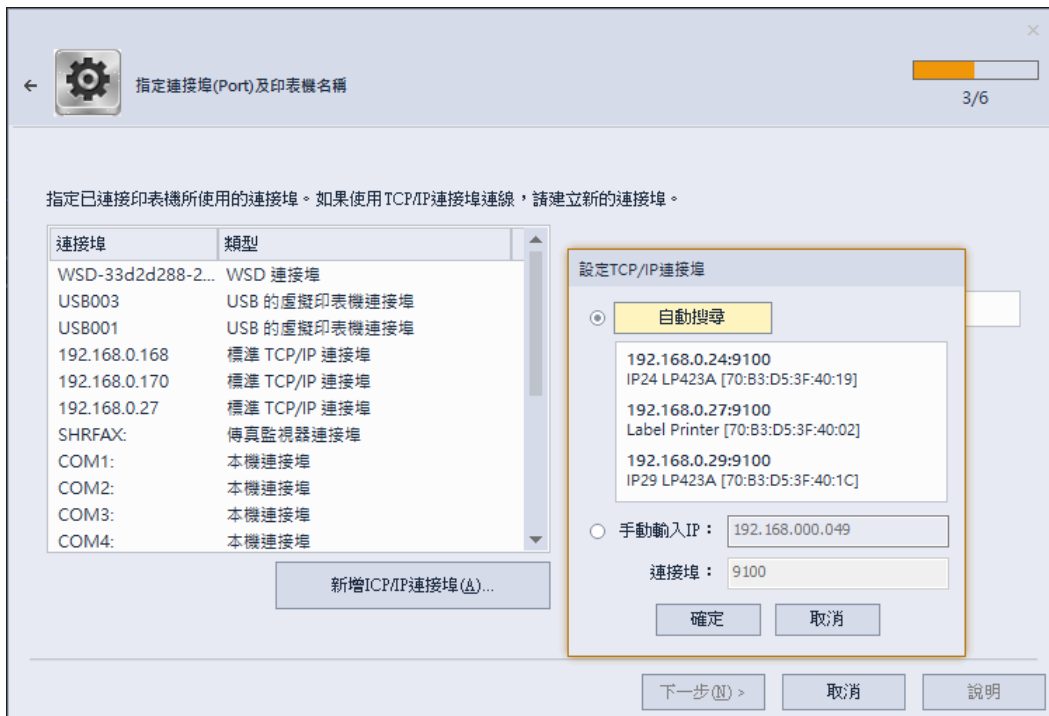 指定連接埠(Port)及印表機名稱
3/6
指定已連接印表機所使用的連接埠。如果使用TCP/IP連接埠連線，請建立新的連接埠。
連接埠 類型
WSD-33d2d288-2... WSD 連接埠
USB003 USB 的虛擬印表機連接埠
USB001 USB 的虛擬印表機連接埠
192.168.0.168 標準 TCP/IP 連接埠
192.168.0.170 標準 TCP/IP 連接埠
192.168.0.27 標準 TCP/IP 連接埠
SHRFAX: 傳真監視器連接埠
COM1: 本機連接埠
COM2: 本機連接埠
COM3: 本機連接埠
COM4: 本機連接埠
新增ICP/IP連接埠(A)...
設定TCP/IP連接埠
自動搜尋
192.168.0.24:9100
IP24 LP423A [70:B3:D5:3F:40:19]
192.168.0.27:9100
Label Printer [70:B3:D5:3F:40:02]
192.168.0.29:9100
IP29 LP423A [70:B3:D5:3F:40:1C]
手動輸入IP： 192.168.000.049
連接埠： 9100
確定 取消
下一步(N) > 取消 說明